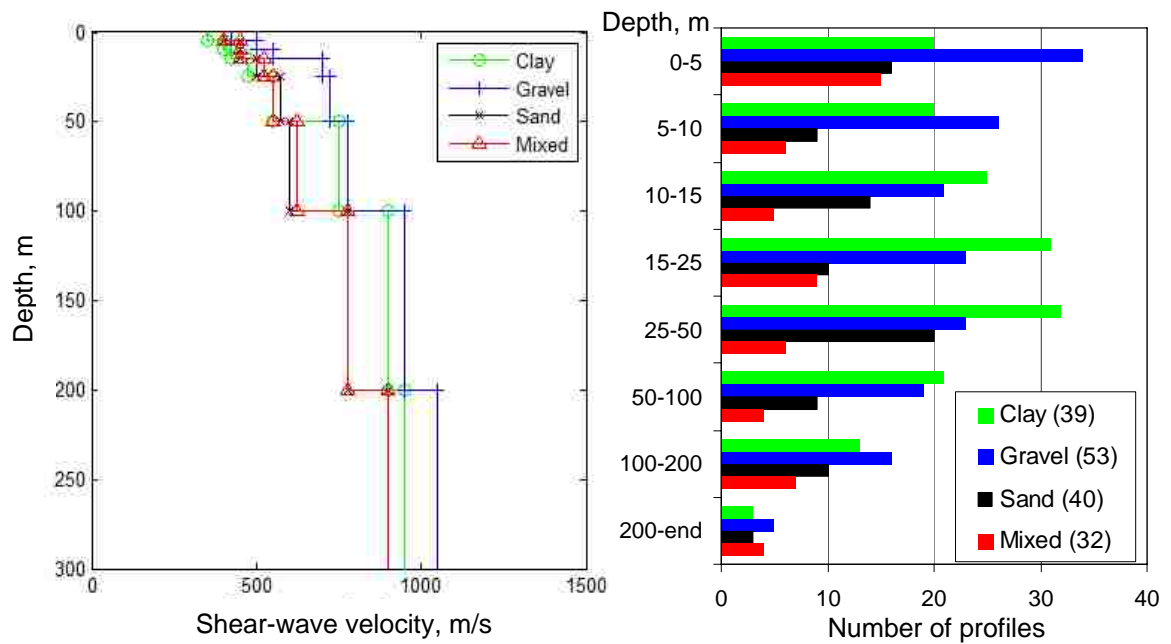 0
50
100
150
200
250
300
Depth, m
0
500
1000
1500
Shear-wave velocity, m/s
Clay
Gravel
Sand
Mixed
Depth, m
0-5
5-10
10-15
15-25
25-50
50-100
100-200
200-end
Clay (39)
Gravel (53)
Sand (40)
Mixed (32)
0
10
20
30
40
Number of profiles